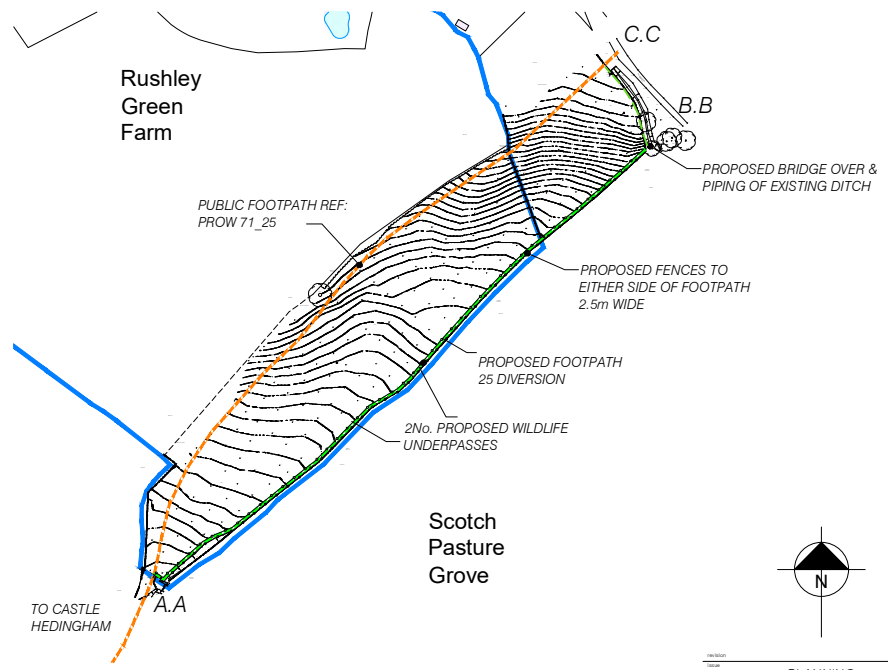 C.C
Rushley
Green
Farm
B.B
PROPOSED BRIDGE OVER &
PIPING OF EXISTING DITCH
PUBLIC FOOTPATH REF:
PROW 71_25
PROPOSED FENCES TO
EITHER SIDE OF FOOTPATH
2.5m WIDE
PROPOSED FOOTPATH
25 DIVERSION
2No. PROPOSED WILDLIFE
UNDERPASSES
Scotch
Pasture
Grove
N
A.A
TO CASTLE
HEDINGHAM
revision
issue